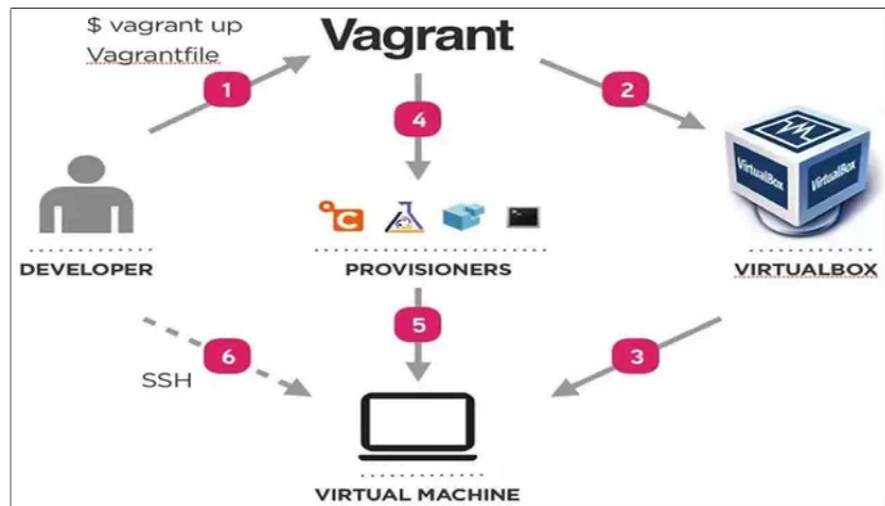 $ vagrant up
Vagrantfile
Vagrant
1
2
4
VirtualBox
VirtualBox
DEVELOPER
PROVISIONERS
VIRTUALBOX
5
6
3
SSH
VIRTUAL MACHINE